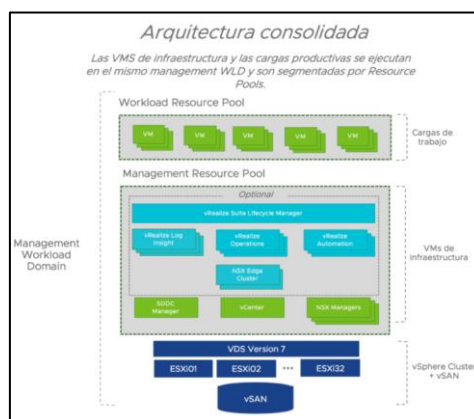 Arquitectura consolidada
Las VMS de infraestructura y las cargas productivas se ejecutan
en el mismo management WLD y son segmentadas por Resource
Pools.
Workload Resource Pool
VM VM VM VM VM
Cargas de
trabajo
Management Resource Pool
Optional
vRealize Suite Lifecycle Manager
vRealize Log
Insight
vRealize
Operations
vRealize
Automation
NSX Edge
Cluster
Management
Workload
Domain
VMs de
infraestructura
SDDC
Manager
vCenter
NSX Managers
VDS Version 7
ESXi01 ESXi02 ••• ESXi32
vSAN
vSphere Cluster
+ vSAN